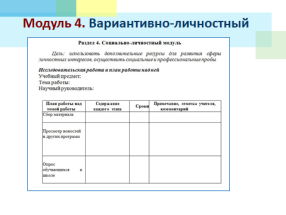 Модуль 4. Вариативно-личностный
Раздел 4. Социально-личностный модуль
Цель: использовать дополнительные ресурсы для развития сферы
личностных интересов, осуществить социальные и профессиональные пробы
Исследовательская работа и план работы над ней
Учебный предмет:
Тема работы:
Научный руководитель:
План работы над темой работы
Содержание каждого этапа
Сроки
Примечание, отметка учителя, комментарий
Сбор материала
Просмотр новостей
и других программ
Опрос
обучающихся в
школе